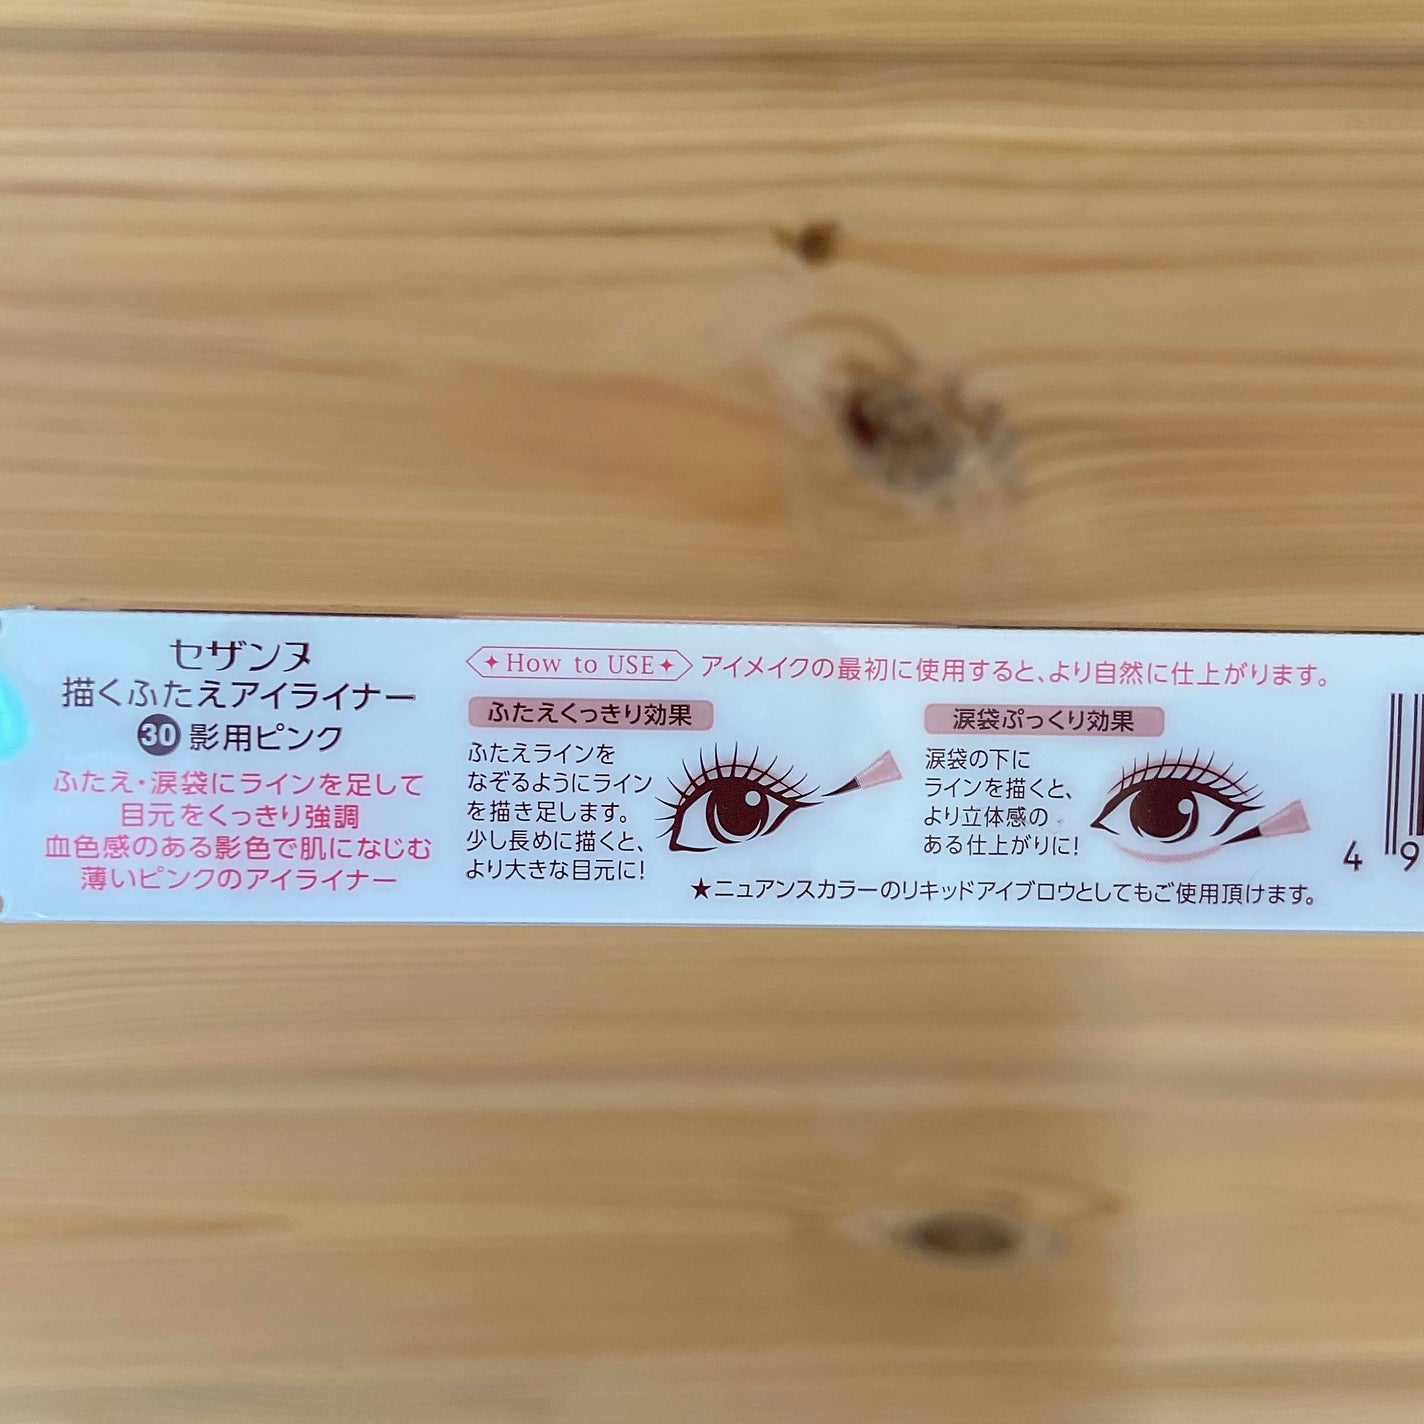 セザンヌ
描くふたえアイライナー
30 影用ピンク
ふたえ・涙袋にラインを足して
目元をくっきり強調
血色感のある影色で肌になじむ
薄いピンクのアイライナー
How to USE アイメイクの最初に使用すると、より自然に仕上がります。
ふたえくっきり効果
ふたえラインを
なぞるようにライン
を描き足します。
少し長めに描くと、
より大きな目元に!
涙袋ぷっくり効果
涙袋の下に
ラインを描くと、
より立体感の
ある仕上がりに!
★ニュアンスカラーのリキッドアイブロウとしてもご使用頂けます。
4 9